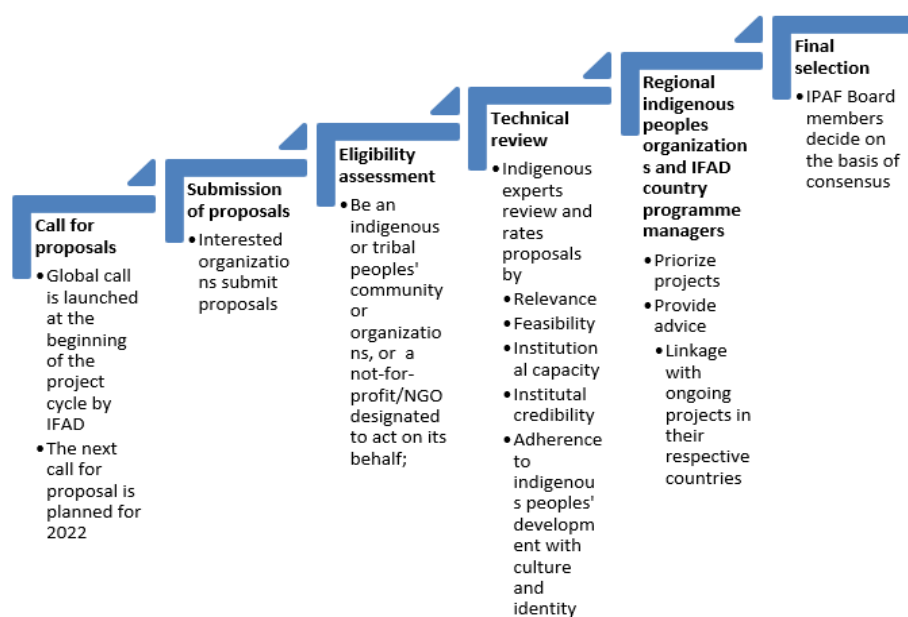 Call for
proposals
•Global call
is launched
at the
beginning
of the
project
cycle by
IFAD
•The next
call for
proposal is
planned for
2022
Submission
of proposals
•Interested
organizatio
ns submit
proposals
Eligibility
assessment
•Be an
indigenous
or tribal
peoples'
community
or
organizatio
ns, or a
not-for-
profit/NGO
designated
to act on its
behalf;
Technical
review
•Indigenous
experts
review and
rates
proposals
by
•Relevance
•Feasibility
•Institution
al capacity
•Institutal
credibility
•Adherence
to
indigenou
s peoples'
developm
ent with
culture
and
identity
Regional
indigenous
peoples
organization
s and IFAD
country
programme
managers
•Priorize
projects
•Provide
advice
•Linkage
with
ongoing
projects in
their
respective
countries
Final
selection
•IPAF Board
members
decide on
the basis of
consensus